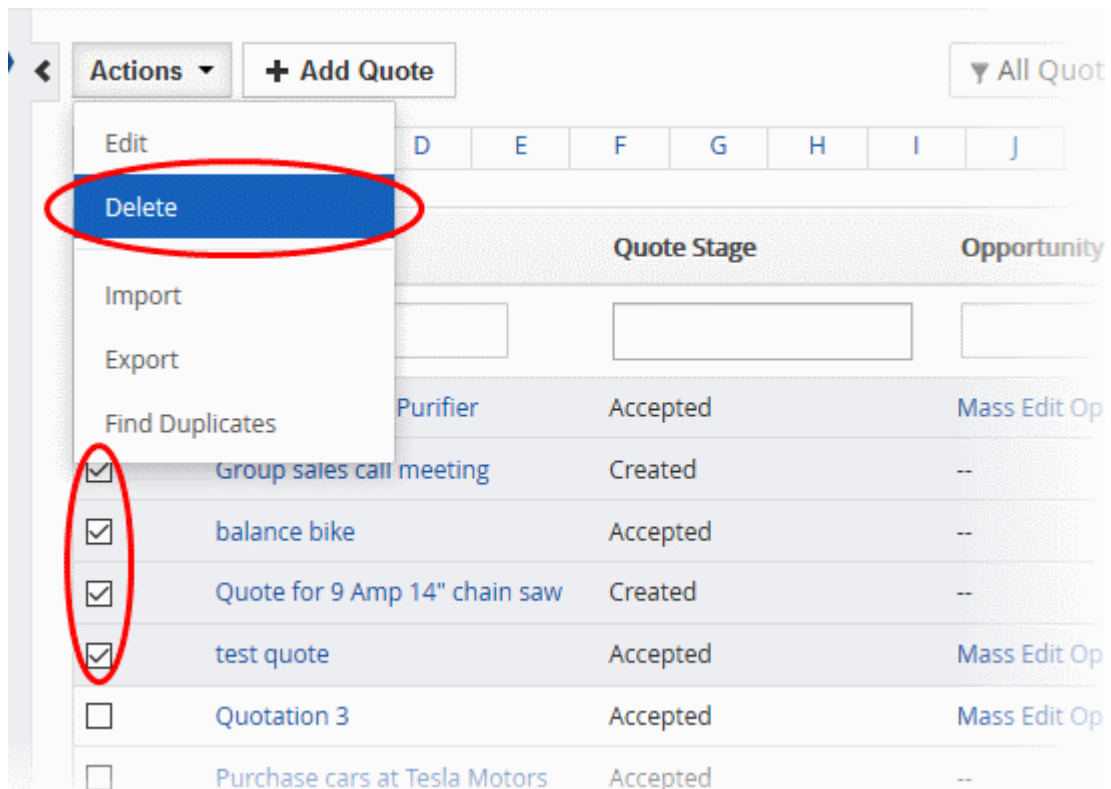 Actions + Add Quote All Quot
Edit D E F G H I J
Delete
Quote Stage Opportunity
Import
Export
Find Duplicates
Purifier Accepted Mass Edit Op
Group sales call meeting Created --
balance bike Accepted --
Quote for 9 Amp 14" chain saw Created --
test quote Accepted Mass Edit Op
Quotation 3 Accepted Mass Edit Op
Purchase cars at Tesla Motors Accepted --